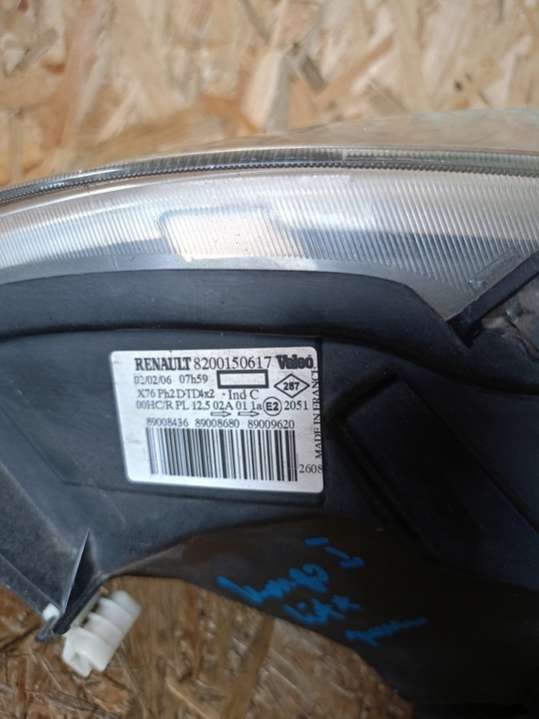 RENAULT 8200150617 Valeo
02/02/06 07h59
287
X76 Ph2 DTD4x2 - Ind C
00HC/R PL 12,5 02A 01 1a E2 2051
89008436 89008680 89009620
MADE IN FRANCE
2608